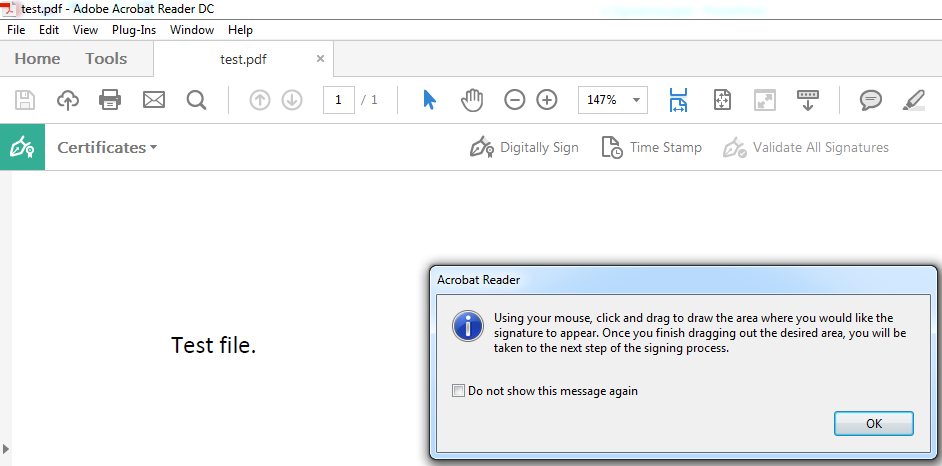 test.pdf - Adobe Acrobat Reader DC
File Edit View Plug-Ins Window Help
Home Tools test.pdf ×
1 / 1 147%
Certificates Digitally Sign Time Stamp Validate All Signatures
Test file.
Acrobat Reader
Using your mouse, click and drag to draw the area where you would like the
signature to appear. Once you finish dragging out the desired area, you will be
taken to the next step of the signing process.
Do not show this message again
OK